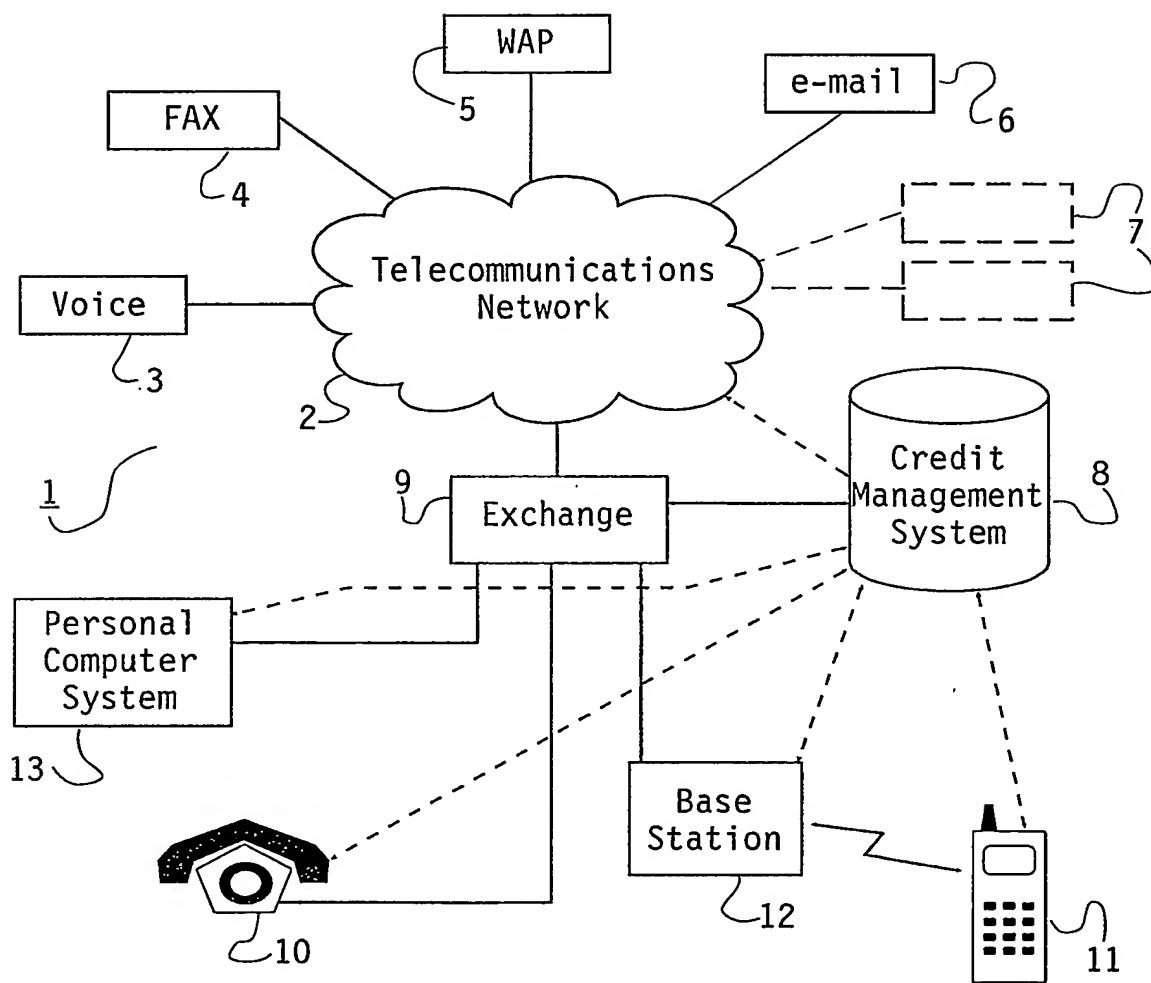 WAP
5
e-mail
6
FAX
4
7
Telecommunications
Network
Voice
3
2
Credit
Management
System
8
9
Exchange
1
Personal
Computer
System
13
Base
Station
12
10
11